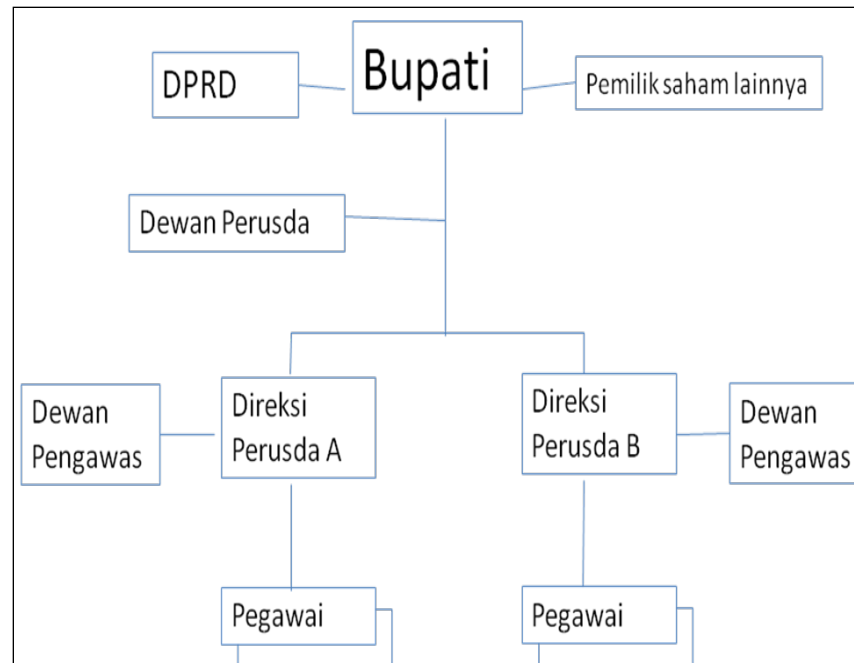 DPRD
Bupati
Pemilik saham lainnya
Dewan Perusda
Dewan
Pengawas
Direksi
Perusda A
Direksi
Perusda B
Dewan
Pengawas
Pegawai
Pegawai